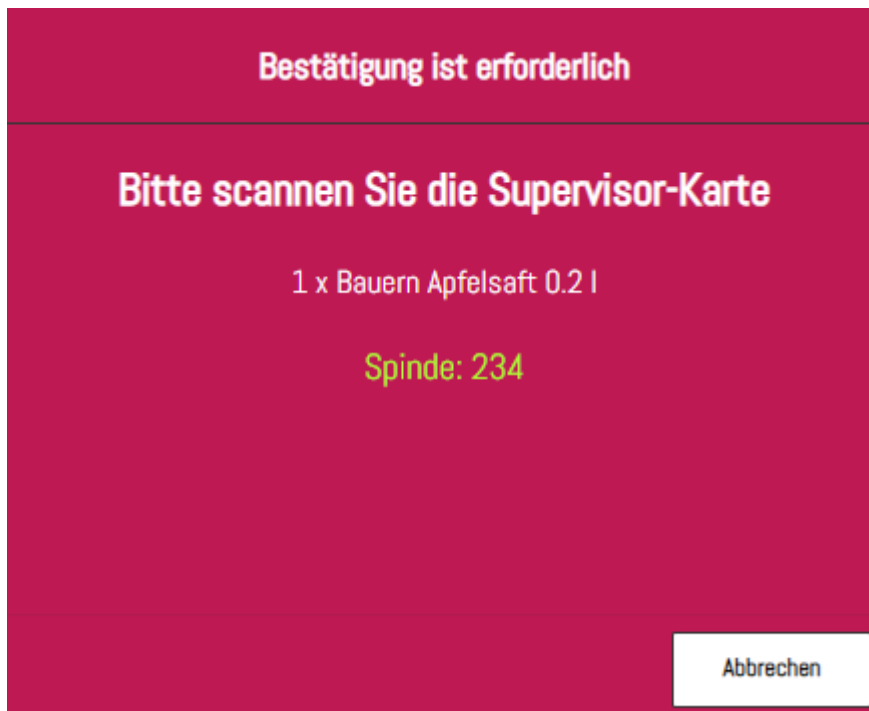 Bestätigung ist erforderlich
Bitte scannen Sie die Supervisor-Karte
1 x Bauern Apfelsaft 0.2 l
Spinde: 234
Abbrechen